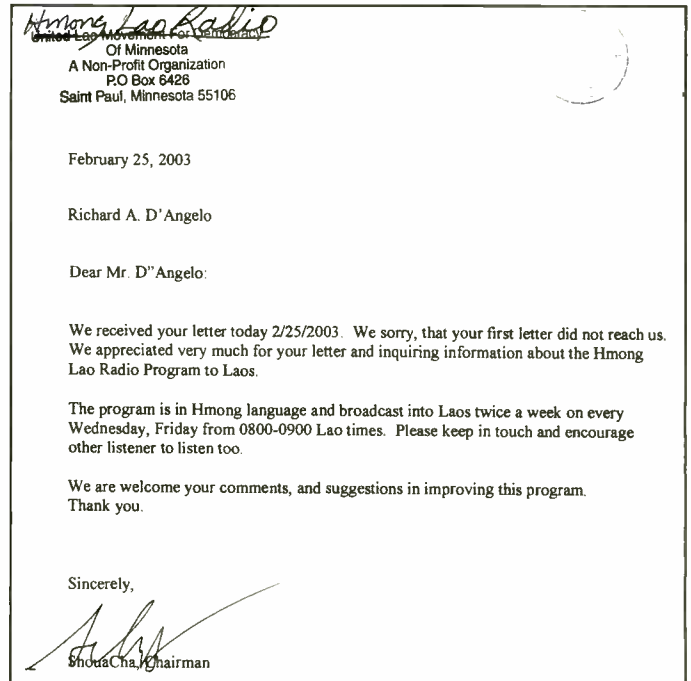 Hmong Lao Radio
United Lao Movement For Democracy
Of Minnesota
A Non-Profit Organization
P.O Box 6426
Saint Paul, Minnesota 55106
February 25, 2003
Richard A. D'Angelo
Dear Mr. D"Angelo:
We received your letter today 2/25/2003. We sorry, that your first letter did not reach us.
We appreciated very much for your letter and inquiring information about the Hmong
Lao Radio Program to Laos.
The program is in Hmong language and broadcast into Laos twice a week on every
Wednesday, Friday from 0800-0900 Lao times. Please keep in touch and encourage
other listener to listen too.
We are welcome your comments, and suggestions in improving this program.
Thank you.
Sincerely,
ShouaCha, Chairman